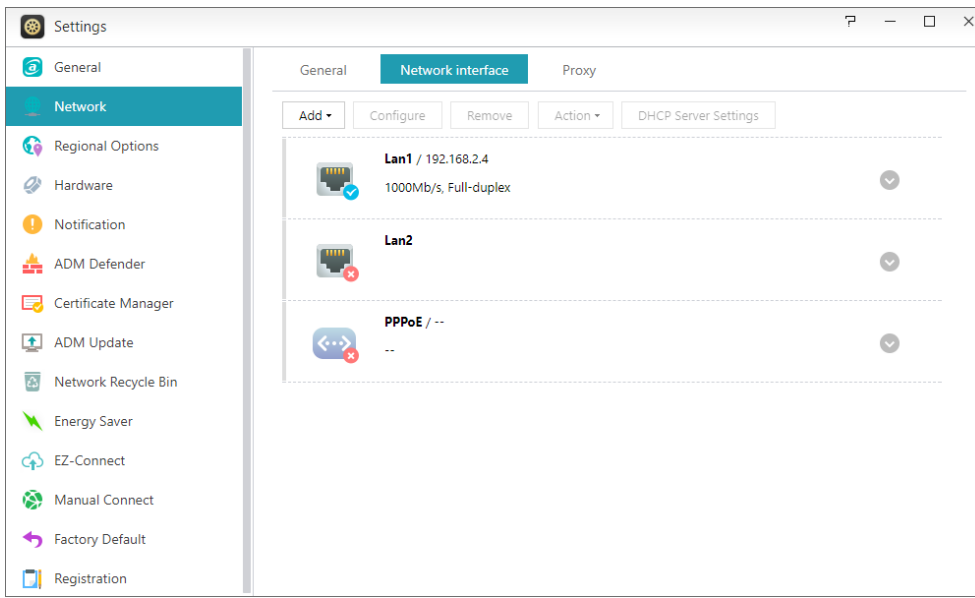 Settings
General
Network
Regional Options
Hardware
Notification
ADM Defender
Certificate Manager
ADM Update
Network Recycle Bin
Energy Saver
EZ-Connect
Manual Connect
Factory Default
Registration
General Network interface Proxy
Add Configure Remove Action DHCP Server Settings
Lan1 / 192.168.2.4
1000Mb/s, Full-duplex
Lan2
PPPoE / --
--